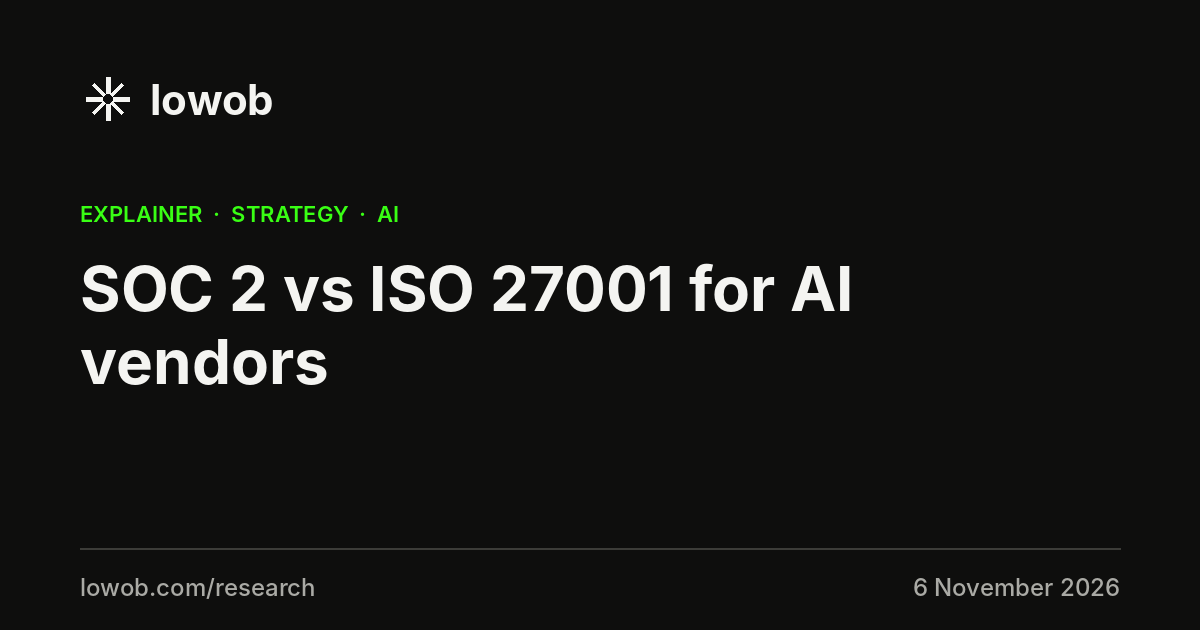 lowob
EXPLAINER · STRATEGY · AI
SOC 2 vs ISO 27001 for AI
vendors
lowob.com/research
6 November 2026